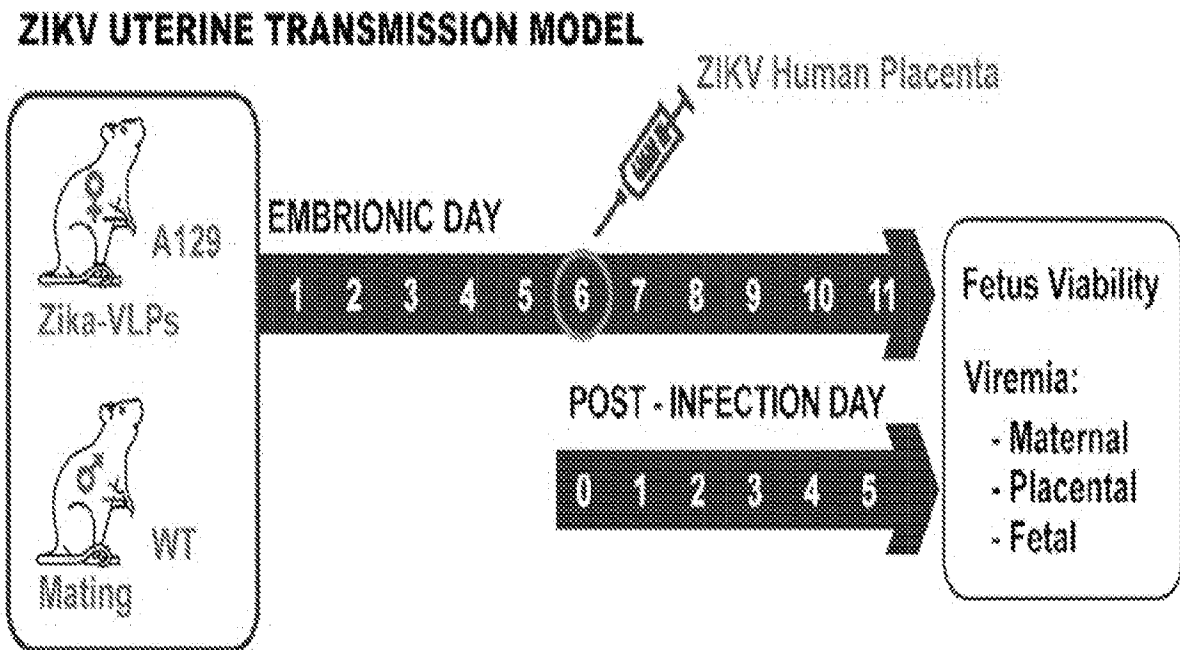 ZIKV UTERINE TRANSMISSION MODEL
ZIKV Human Placenta
A129
Zika-VLPs
WT
Mating
EMBRIONIC DAY
1 2 3 4 5 6 7 8 9 10 11
POST - INFECTION DAY
0 1 2 3 4 5
Fetus Viability
Viremia:
- Maternal
- Placental
- Fetal